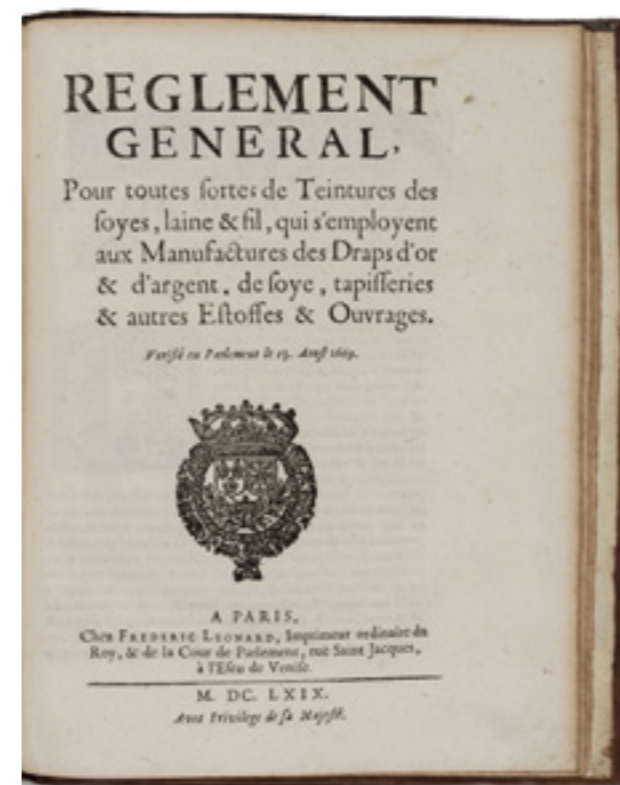 REGLEMENT
GENERAL,
Pour toutes sortes de Teintures des
soyes, laine & fil, qui s'employent
aux Manufactures des Draps d'or
& d'argent, de soye, tapisseries
& autres Estoffes & Ouvrages.
Verifié en Parlement le 13. Aoust 1669.
A PARIS,
Chez FREDERIC LEONARD, Imprimeur ordinaire du
Roy, & de la Cour de Parlement, ruë Saint Jacques,
à l'Escu de Venise.
M. DC. LXIX.
Avec Privilege de sa Majesté.